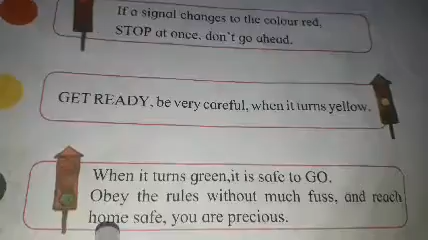 If a signal changes to the colour red,
STOP at once, don't go ahead.
GET READY, be very careful, when it turns yellow.
When it turns green,it is safe to GO.
Obey the rules without much fuss, and reach
home safe, you are precious.